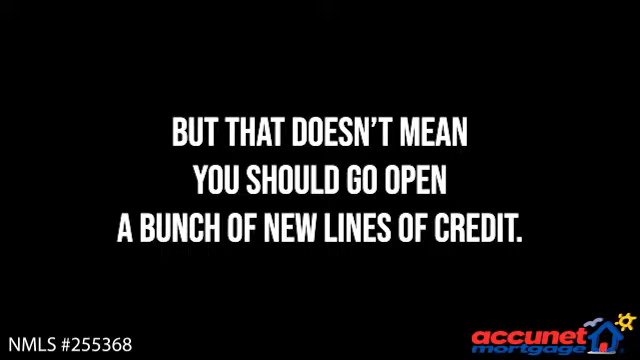 BUT THAT DOESN'T MEAN
YOU SHOULD GO OPEN
A BUNCH OF NEW LINES OF CREDIT.
NMLS #255368
accunet
mortgage